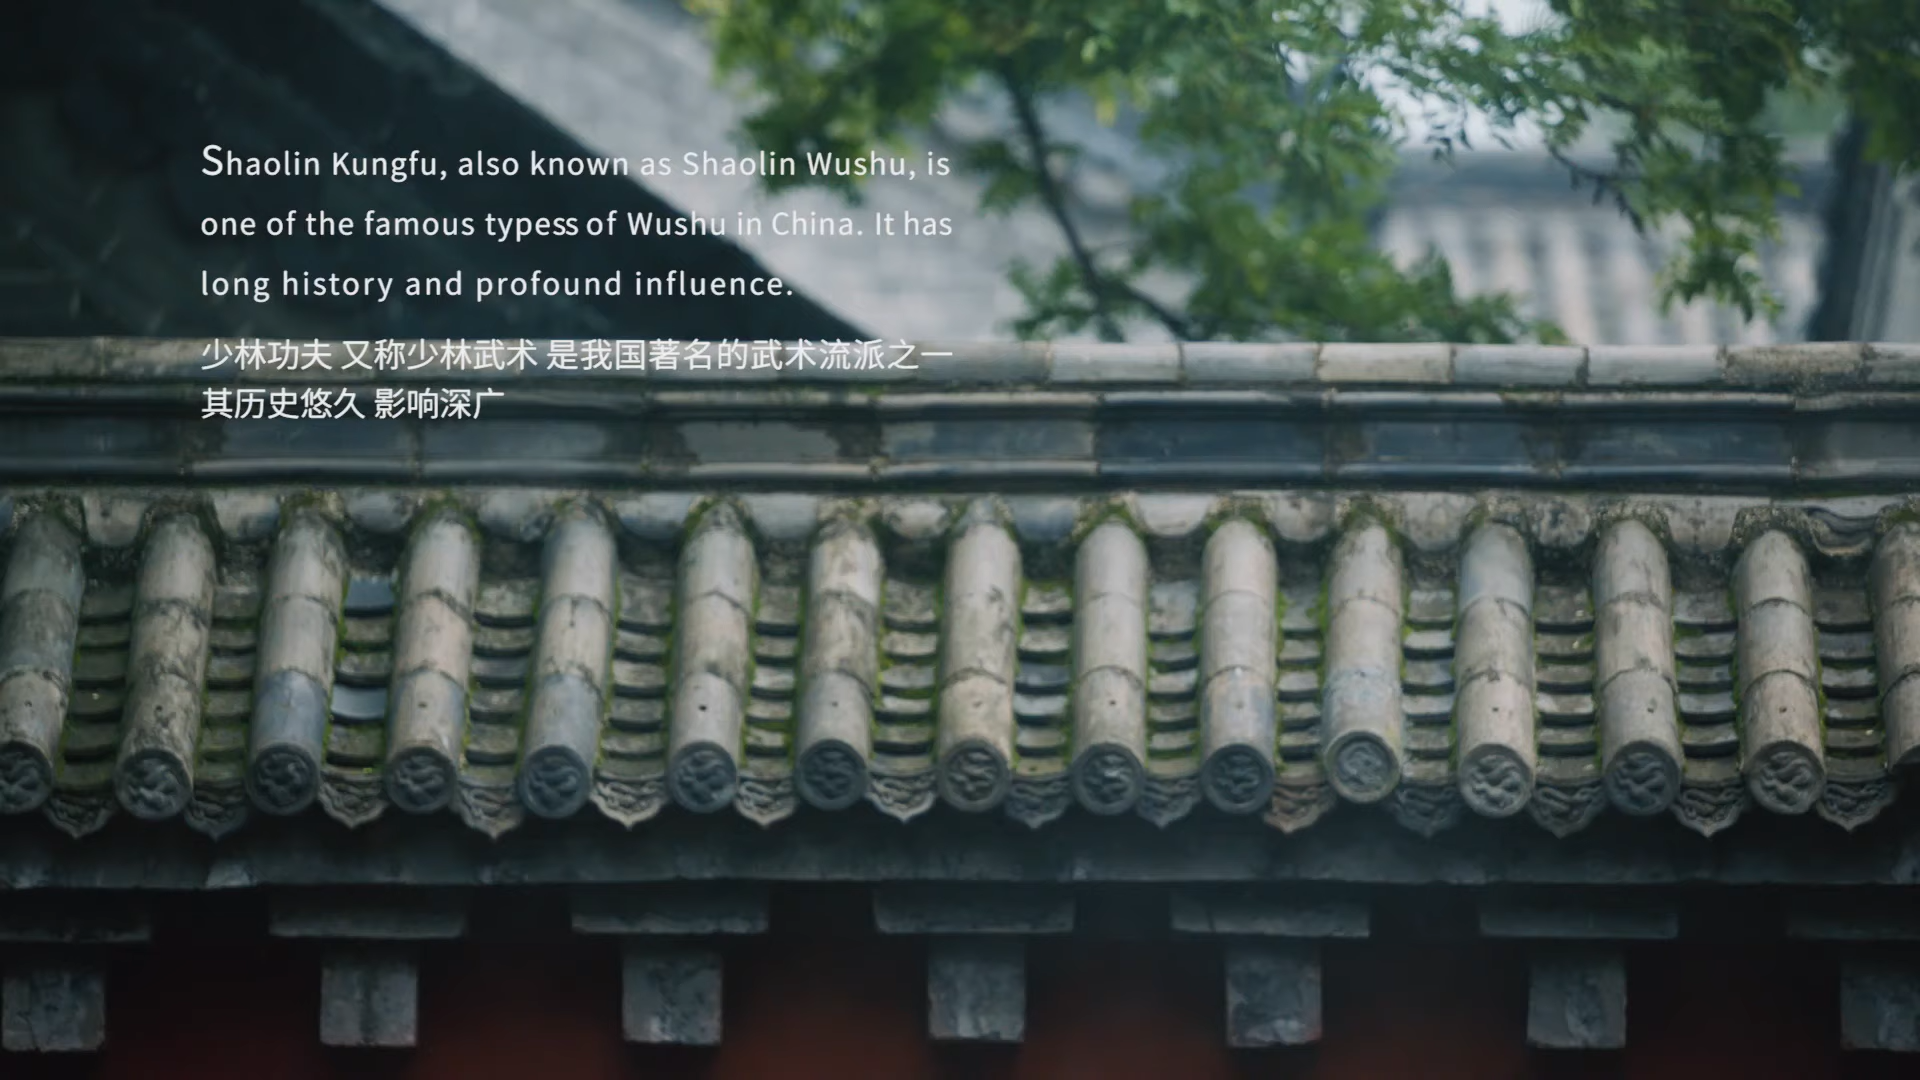 Shaolin Kungfu, also known as Shaolin Wushu, is
one of the famous typess of Wushu in China. It has
long history and profound influence.
少林功夫 又称少林武术 是我国著名的武术流派之一
其历史悠久 影响深广